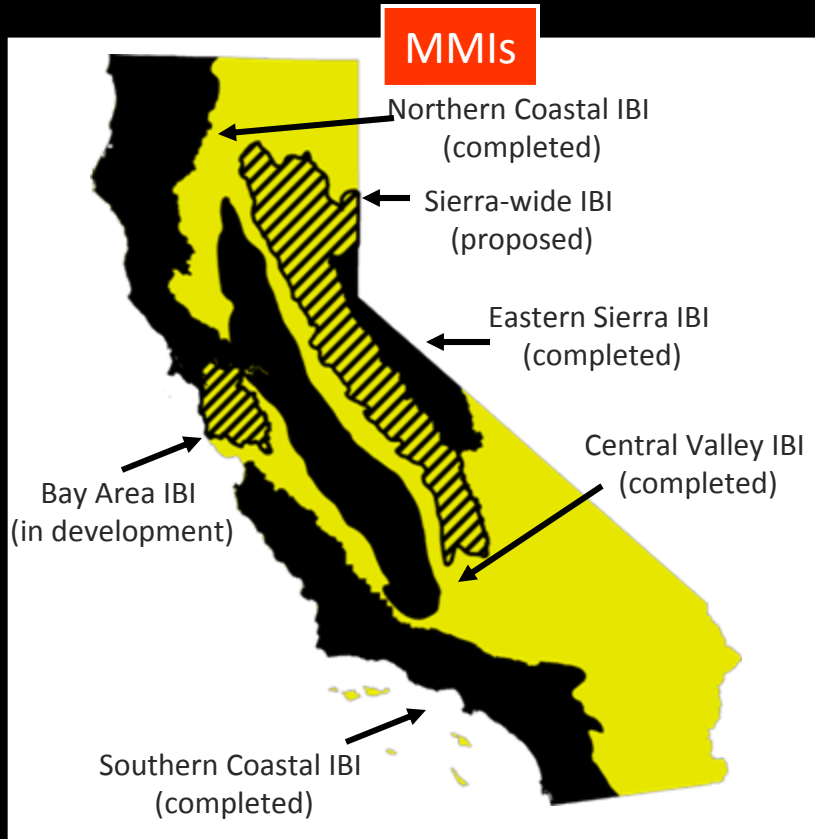 MMIs
Northern Coastal IBI
(completed)
Sierra-wide IBI
(proposed)
Eastern Sierra IBI
(completed)
Central Valley IBI
(completed)
Bay Area IBI
(in development)
Southern Coastal IBI
(completed)